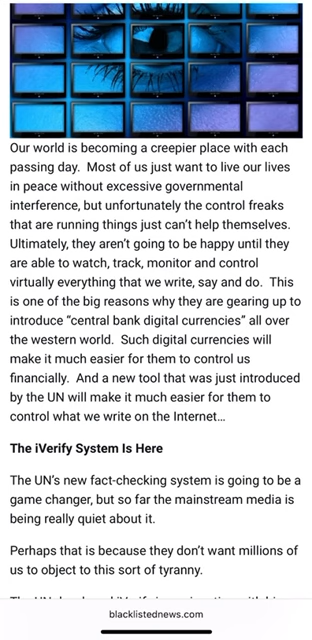 Our world is becoming a creepier place with each
passing day.  Most of us just want to live our lives
in peace without excessive governmental
interference, but unfortunately the control freaks
that are running things just can’t help themselves.
Ultimately, they aren’t going to be happy until they
are able to watch, track, monitor and control
virtually everything that we write, say and do.  This
is one of the big reasons why they are gearing up to
introduce “central bank digital currencies” all over
the western world.  Such digital currencies will
make it much easier for them to control us
financially.  And a new tool that was just introduced
by the UN will make it much easier for them to
control what we write on the Internet…
The iVerify System Is Here
The UN’s new fact-checking system is going to be a
game changer, but so far the mainstream media is
being really quiet about it.
Perhaps that is because they don’t want millions of
us to object to this sort of tyranny.
blacklistednews.com